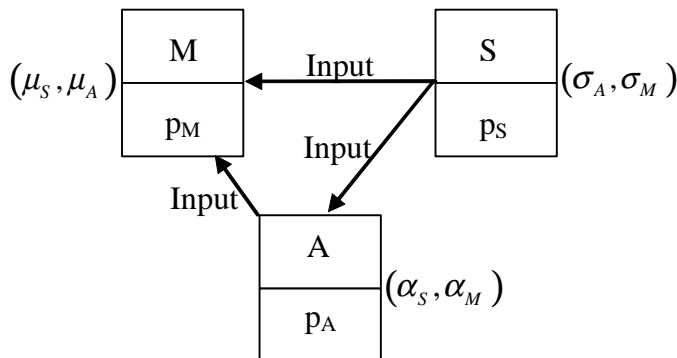 M
S
(μ_S, μ_A)
Input
(σ_A, σ_M)
p_M
p_S
Input
Input
A
(α_S, α_M)
p_A